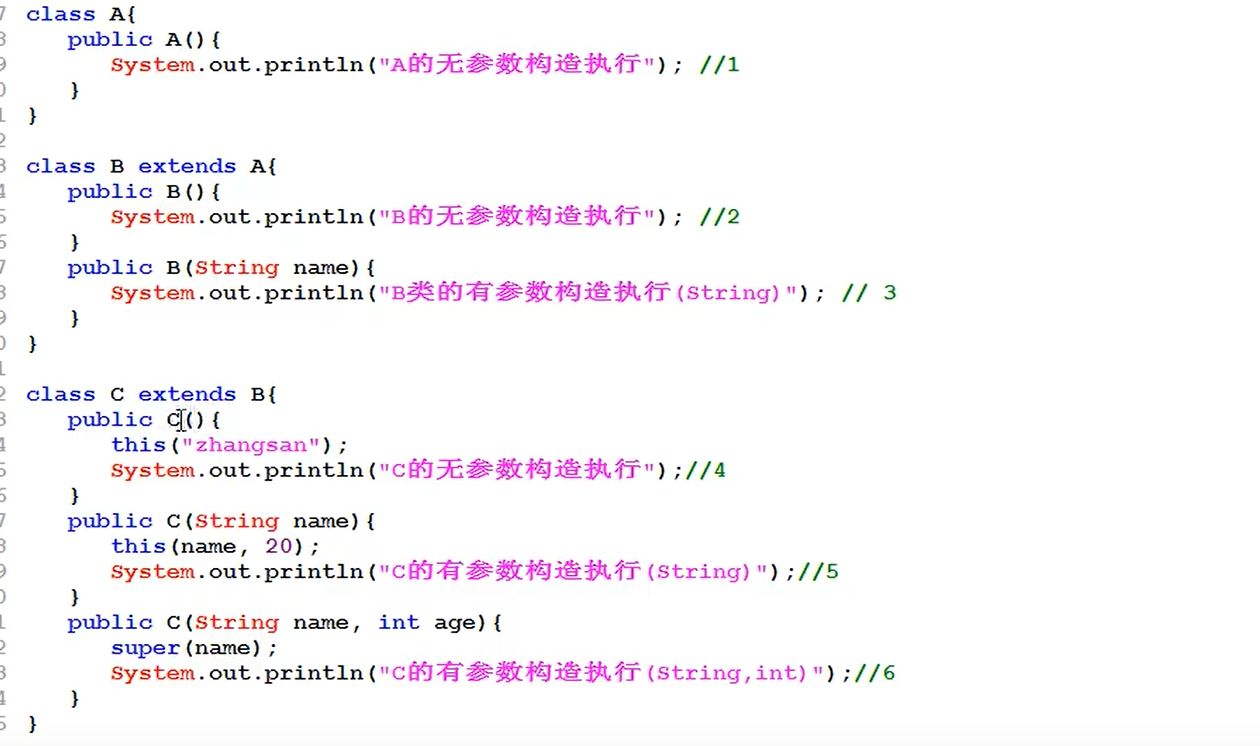 7 class A{
8 public A(){
9 System.out.println("A的无参数构造执行"); //1
0 }
1 }
2
3 class B extends A{
4 public B(){
5 System.out.println("B的无参数构造执行"); //2
6 }
7 public B(String name){
8 System.out.println("B类的有参数构造执行(String)"); // 3
9 }
0 }
1
2 class C extends B{
3 public C(){
4 this("zhangsan");
5 System.out.println("C的无参数构造执行");//4
6 }
7 public C(String name){
8 this(name, 20);
9 System.out.println("C的有参数构造执行(String)");//5
0 }
1 public C(String name, int age){
2 super(name);
3 System.out.println("C的有参数构造执行(String,int)");//6
4 }
5 }